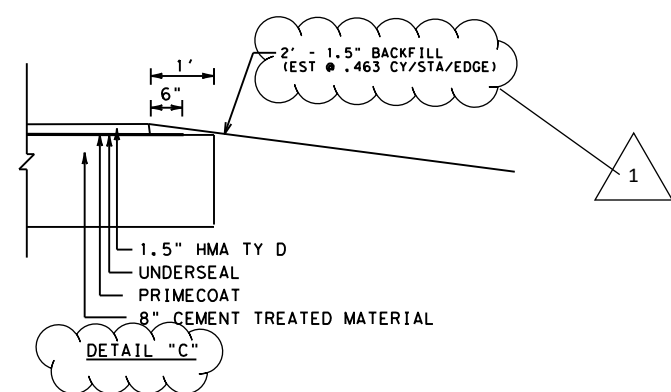 1'
2' - 1.5" BACKFILL
(EST @ .463 CY/STA/EDGE)
6"
1
1.5" HMA TY D
UNDERSEAL
PRIMECOAT
8" CEMENT TREATED MATERIAL
DETAIL "C"